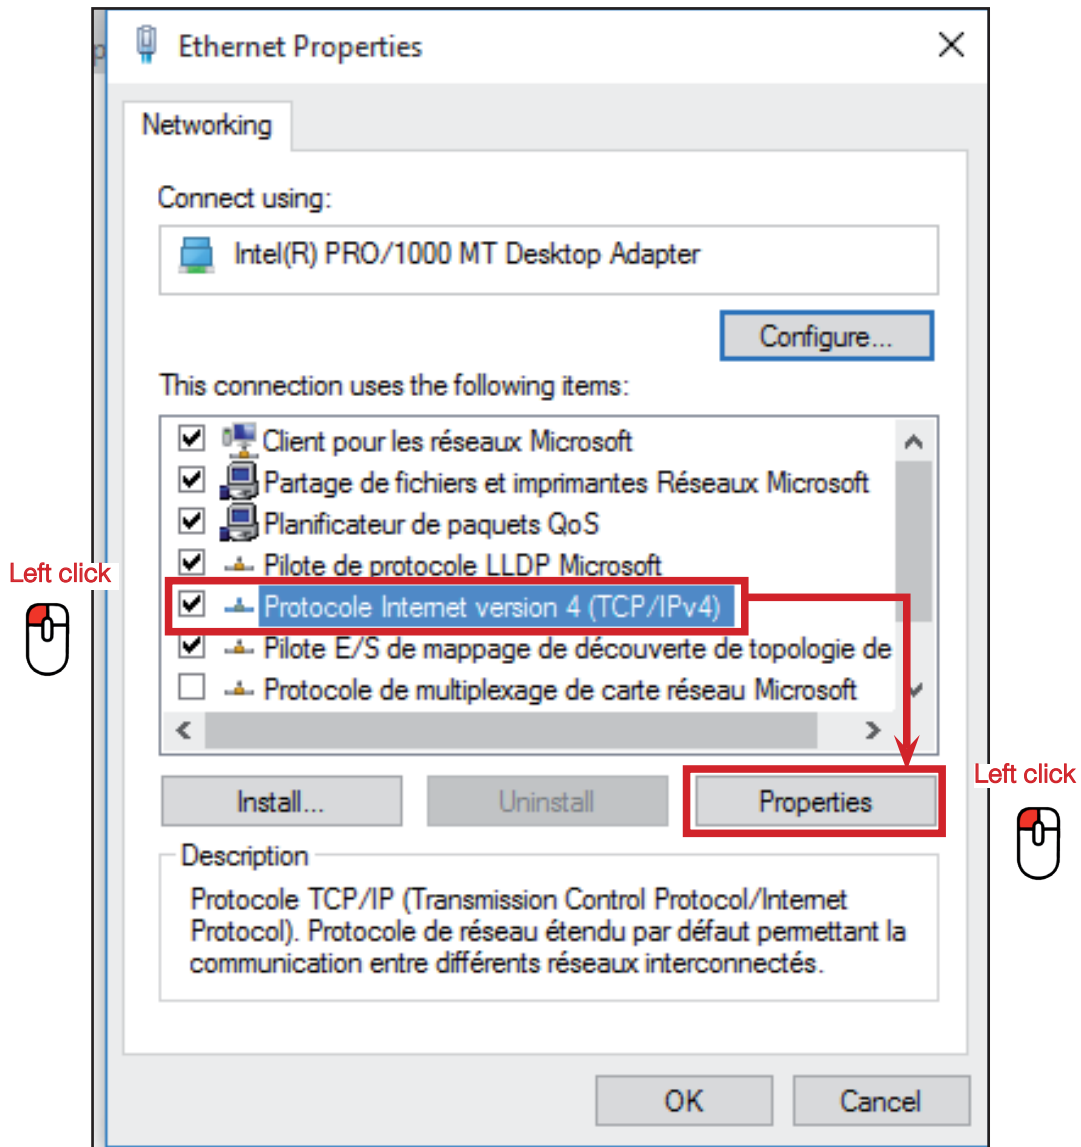 Ethernet Properties
Networking
Connect using:
Intel(R) PRO/1000 MT Desktop Adapter
Configure...
This connection uses the following items:
Client pour les réseaux Microsoft
Partage de fichiers et imprimantes Réseaux Microsoft
Planificateur de paquets QoS
Pilote de protocole LLDP Microsoft
Left click
Protocole Internet version 4 (TCP/IPv4)
Pilote E/S de mappage de découverte de topologie de
Protocole de multiplexage de carte réseau Microsoft
Left click
Install...
Uninstall
Properties
Description
Protocole TCP/IP (Transmission Control Protocol/Internet
Protocol). Protocole de réseau étendu par défaut permettant la
communication entre différents réseaux interconnectés.
OK
Cancel